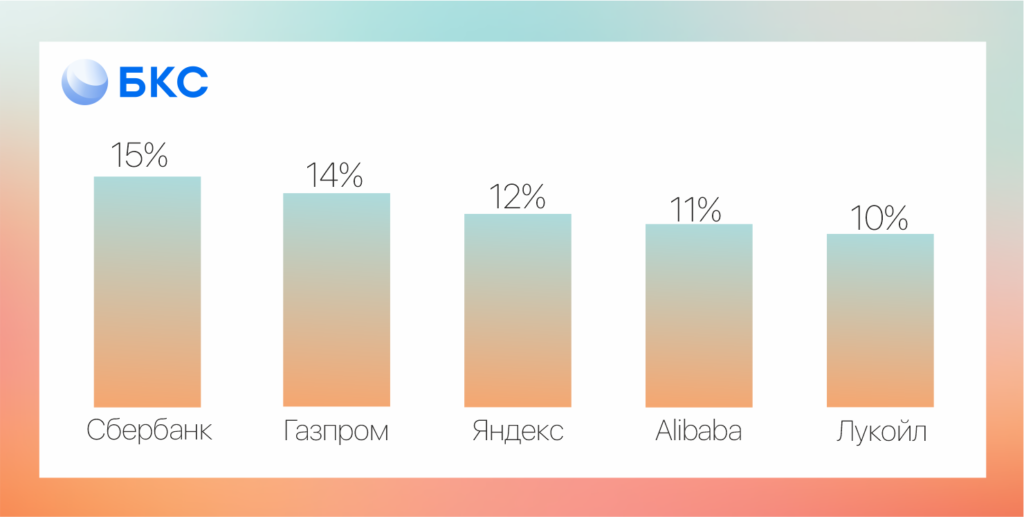 БКС
15%
14%
12%
11%
10%
Сбербанк
Газпром
Яндекс
Alibaba
Лукойл